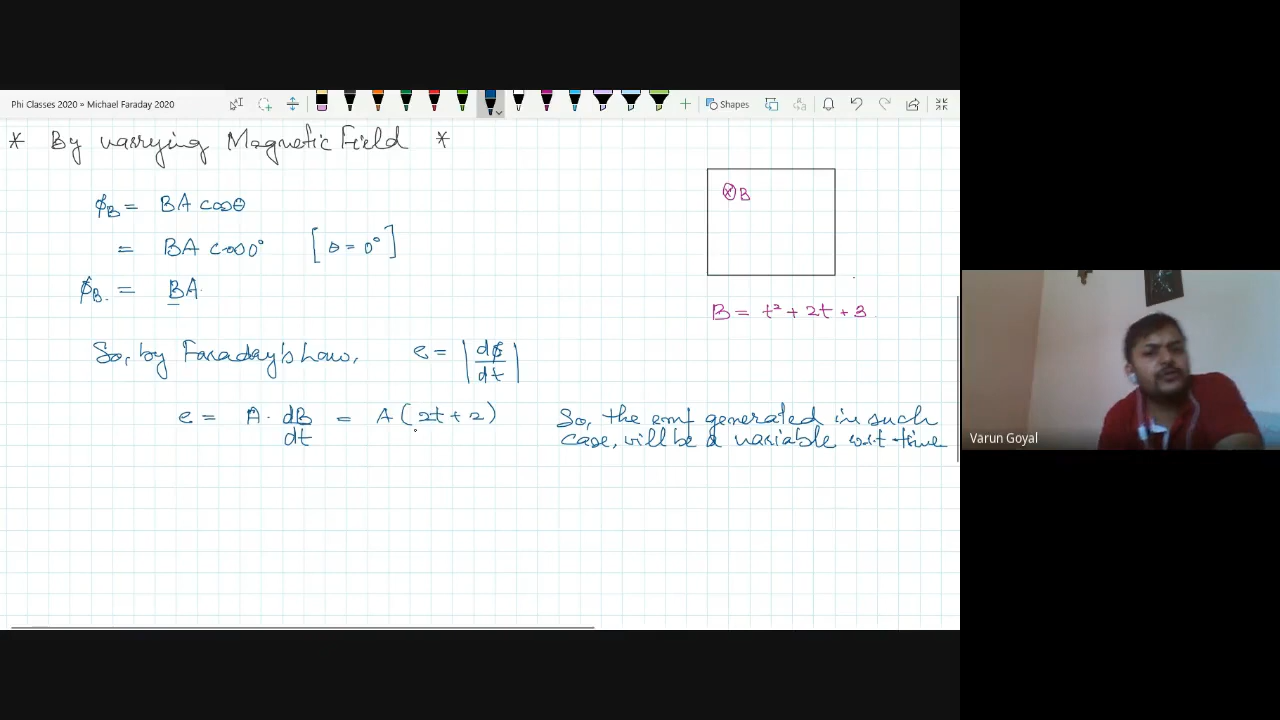 Phi Classes 2020 » Michael Faraday 2020
Shapes
* By varrying Magnetic Field *
ϕB = BA cosθ
= BA cos0° [θ = 0°]
ϕB. = BA
⊗B
B = t² + 2t + 3
So, by Faraday's Law, e = |dϕ/dt|
e = A · dB/dt = A (2t + 2)
So, the emf generated in such
case, will be a variable w.r.t time
Varun Goyal